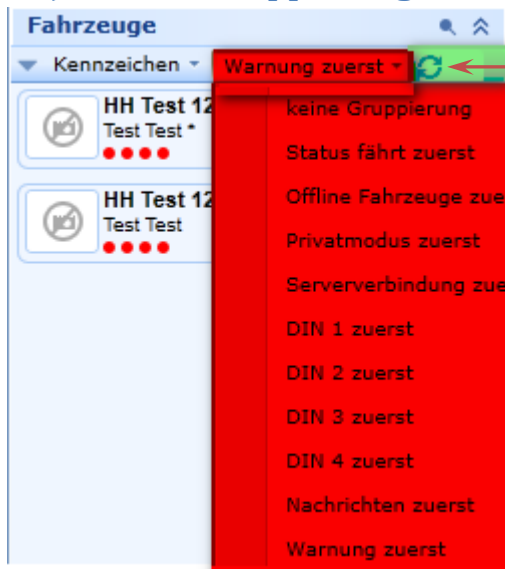 Fahrzeuge
Kennzeichen
Warnung zuerst
HH Test 12
Test Test *
HH Test 12
Test Test
keine Gruppierung
Status fährt zuerst
Offline Fahrzeuge zue
Privatmodus zuerst
Serververbindung zue
DIN 1 zuerst
DIN 2 zuerst
DIN 3 zuerst
DIN 4 zuerst
Nachrichten zuerst
Warnung zuerst